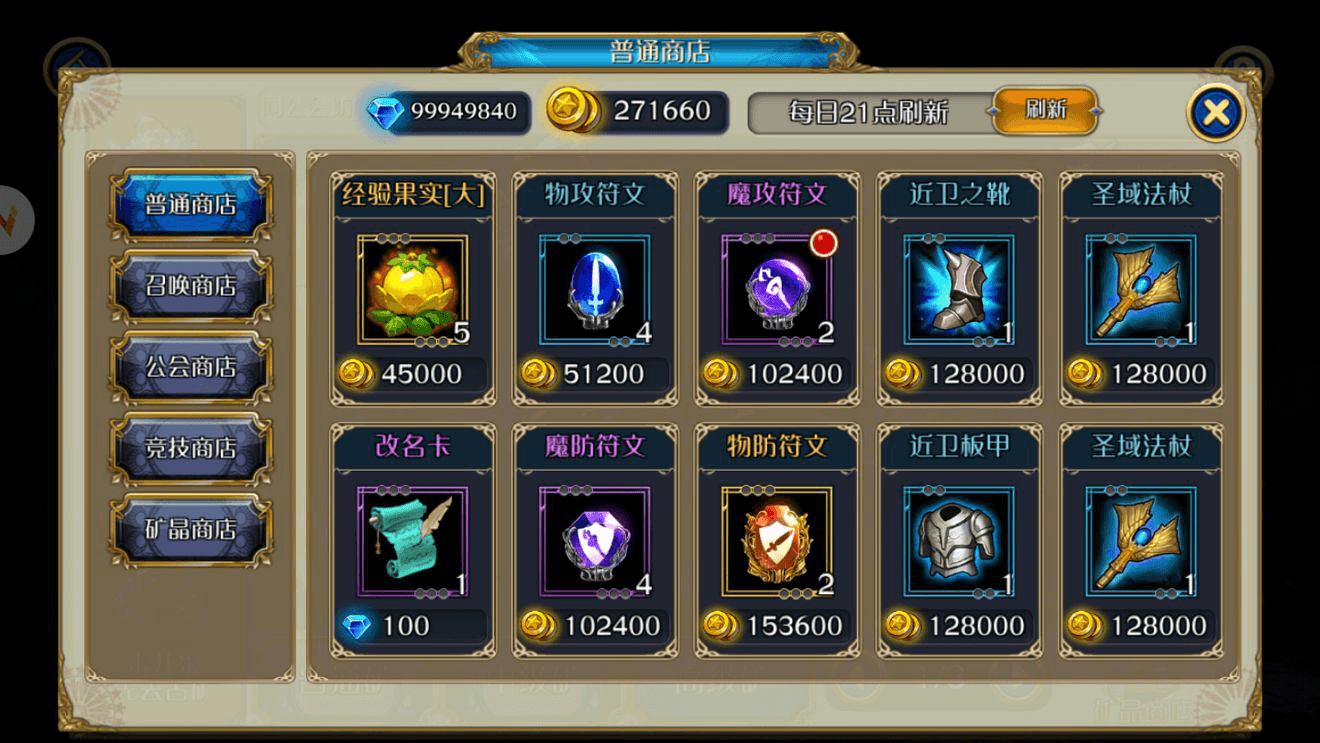 普通商店
99949840
271660
每日21点刷新
刷新
普通商店
召唤商店
公会商店
竞技商店
矿晶商店
经验果实[大]
5
45000
物攻符文
4
51200
魔攻符文
2
102400
近卫之靴
1
128000
圣域法杖
1
128000
改名卡
1
100
魔防符文
4
102400
物防符文
2
153600
近卫板甲
1
128000
圣域法杖
1
128000